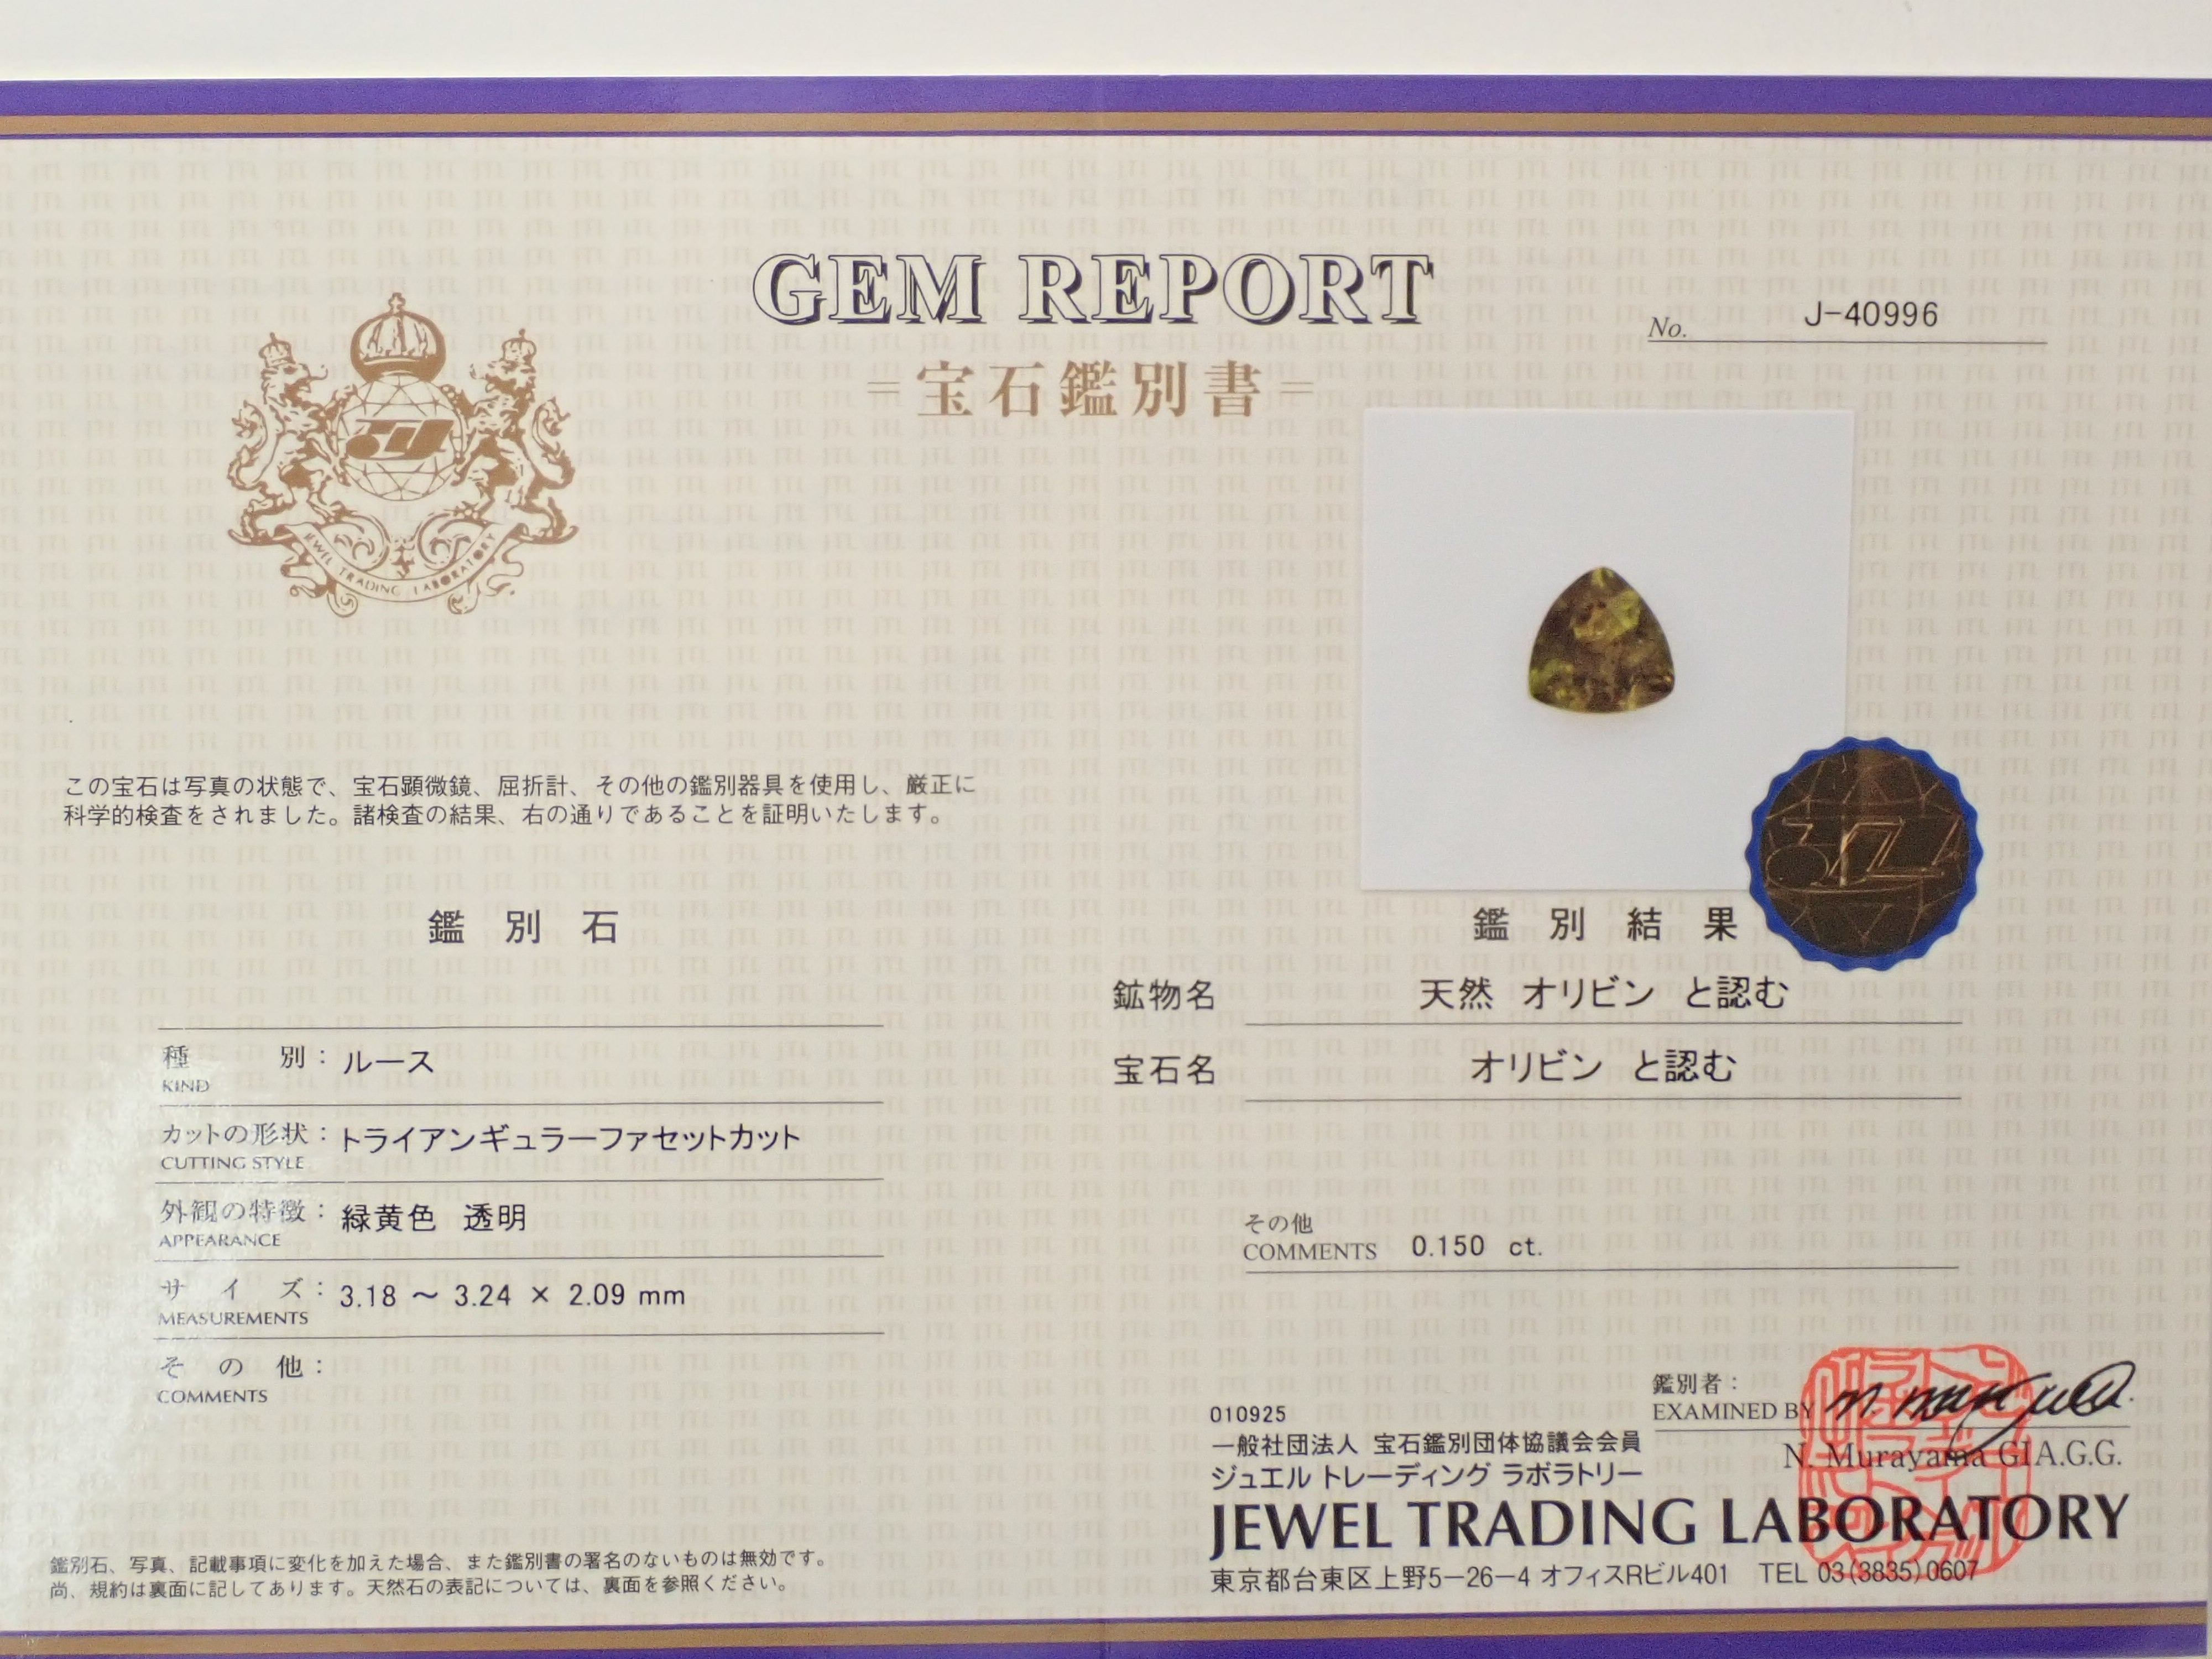 GEM REPORT
=宝石鑑別書=
No. J-40996
JEWEL TRADING LABORATORY
この宝石は写真の状態で、宝石顕微鏡、屈折計、その他の鑑別器具を使用し、厳正に
科学的検査をされました。諸検査の結果、右の通りであることを証明いたします。
鑑別石
種別: ルース
KIND
カットの形状: トライアンギュラーファセットカット
CUTTING STYLE
外観の特徴: 緑黄色 透明
APPEARANCE
サイズ: 3.18 ～ 3.24 × 2.09 mm
MEASUREMENTS
その他:
COMMENTS
鑑別石、写真、記載事項に変化を加えた場合、また鑑別書の署名のないものは無効です。
尚、規約は裏面に記してあります。天然石の表記については、裏面を参照ください。
鑑別結果
鉱物名 天然 オリビン と認む
宝石名 オリビン と認む
その他
COMMENTS 0.150 ct.
鑑別者:
EXAMINED BY
N. Murayama GIA.G.G.
010925
一般社団法人 宝石鑑別団体協議会会員
ジュエル トレーディング ラボラトリー
JEWEL TRADING LABORATORY
東京都台東区上野5-26-4 オフィスRビル401 TEL 03(3835)0607